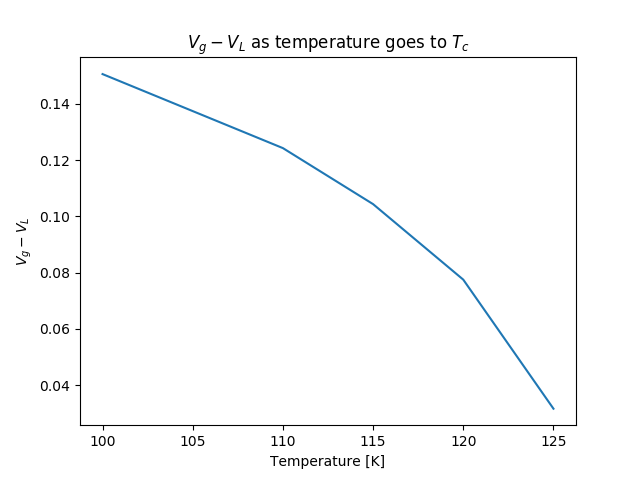 V_g − V_L as temperature goes to T_c
0.14
0.12
0.10
0.08
0.06
0.04
V_g − V_L
100 105 110 115 120 125
Temperature [K]